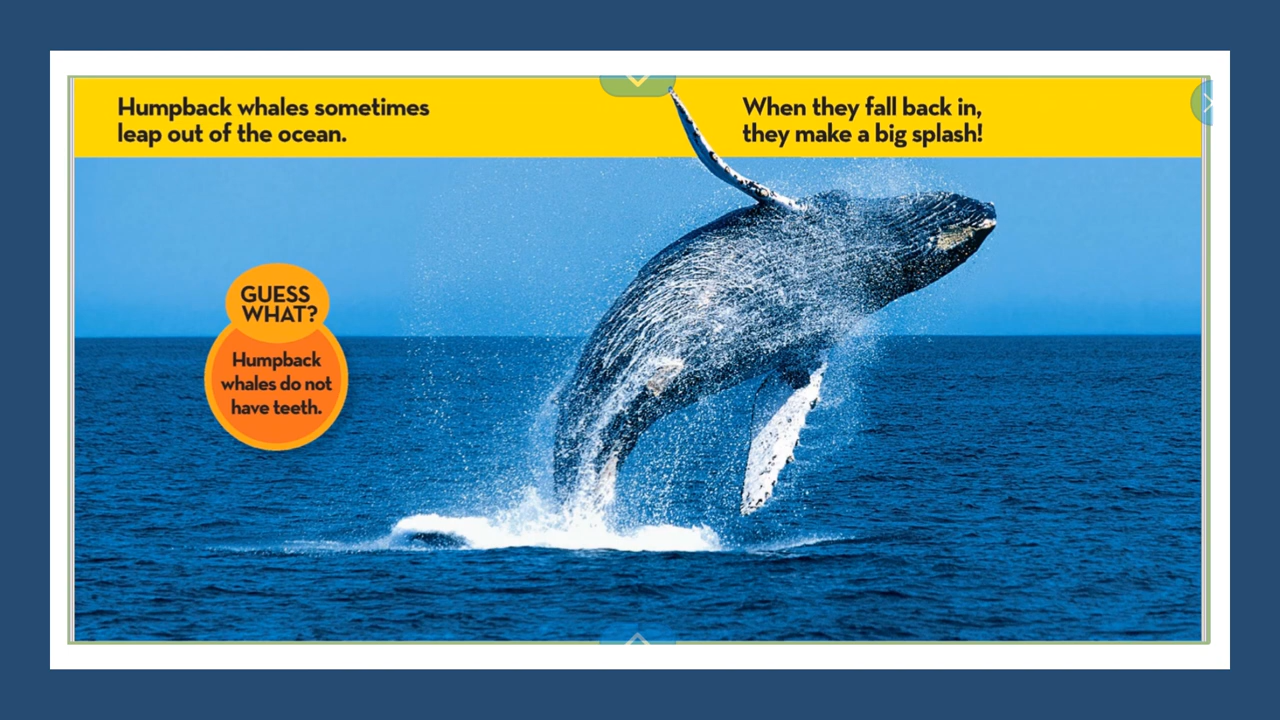 Humpback whales sometimes
leap out of the ocean.
When they fall back in,
they make a big splash!
GUESS
WHAT?
Humpback
whales do not
have teeth.